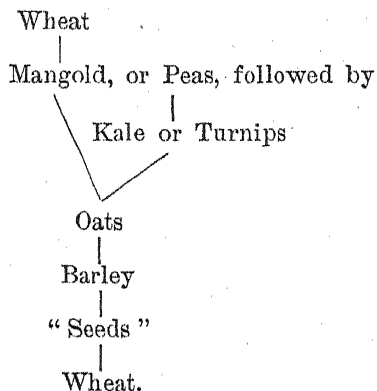 Wheat
Mangold, or Peas, followed by
Kale or Turnips
Oats
Barley
“ Seeds ”
Wheat.